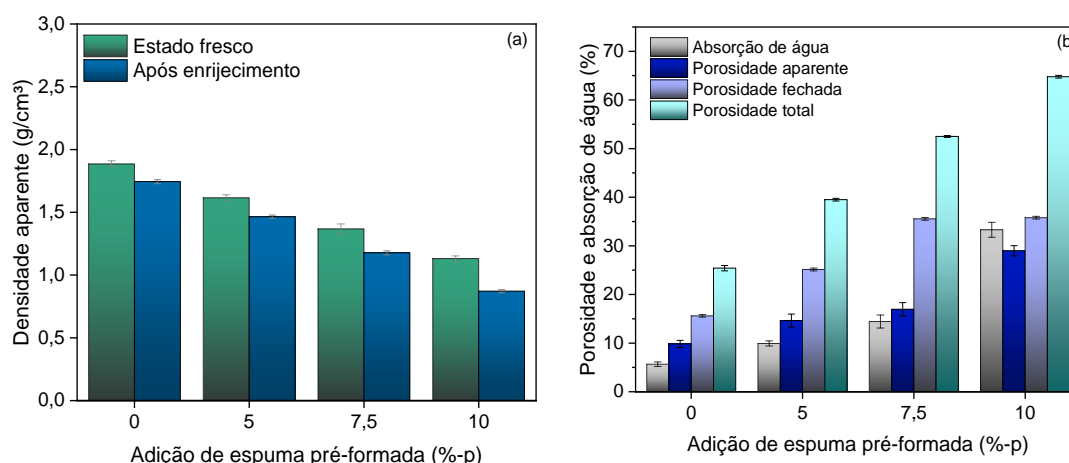 (a)
Estado fresco
Após enrijecimento
Densidade aparente (g/cm³)
3,0
2,5
2,0
1,5
1,0
0,5
0,0
0 5 7,5 10
Adição de espuma pré-formada (%-p)
(b
Absorção de água
Porosidade aparente
Porosidade fechada
Porosidade total
Porosidade e absorção de água (%)
70
60
50
40
30
20
10
0
0 5 7,5 10
Adição de espuma pré-formada (%-p)